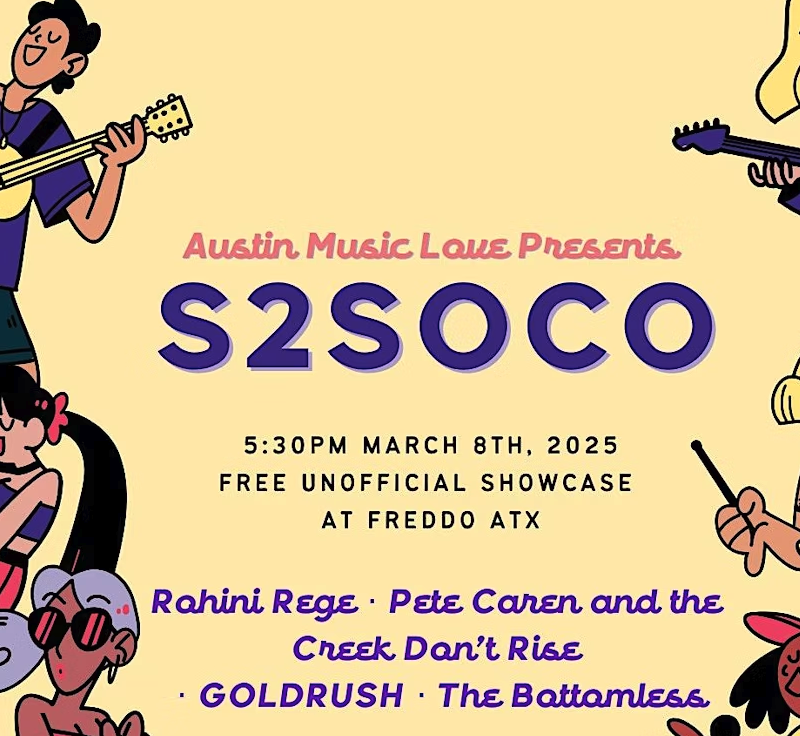 Austin Music Love Presents
S2SOCO
5:30PM MARCH 8TH, 2025
FREE UNOFFICIAL SHOWCASE
AT FREDDO ATX
Rohini Rege · Pete Caren and the
Creek Don't Rise
· GOLDRUSH · The Bottomless